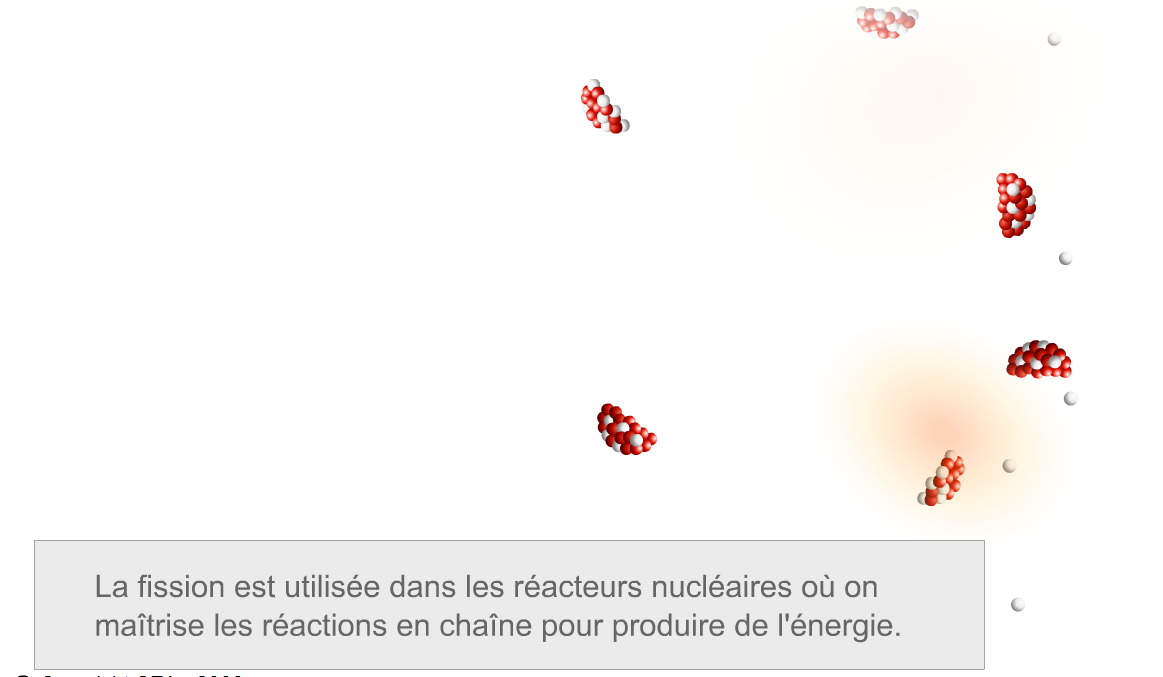 La fission est utilisée dans les réacteurs nucléaires où on
maîtrise les réactions en chaîne pour produire de l'énergie.